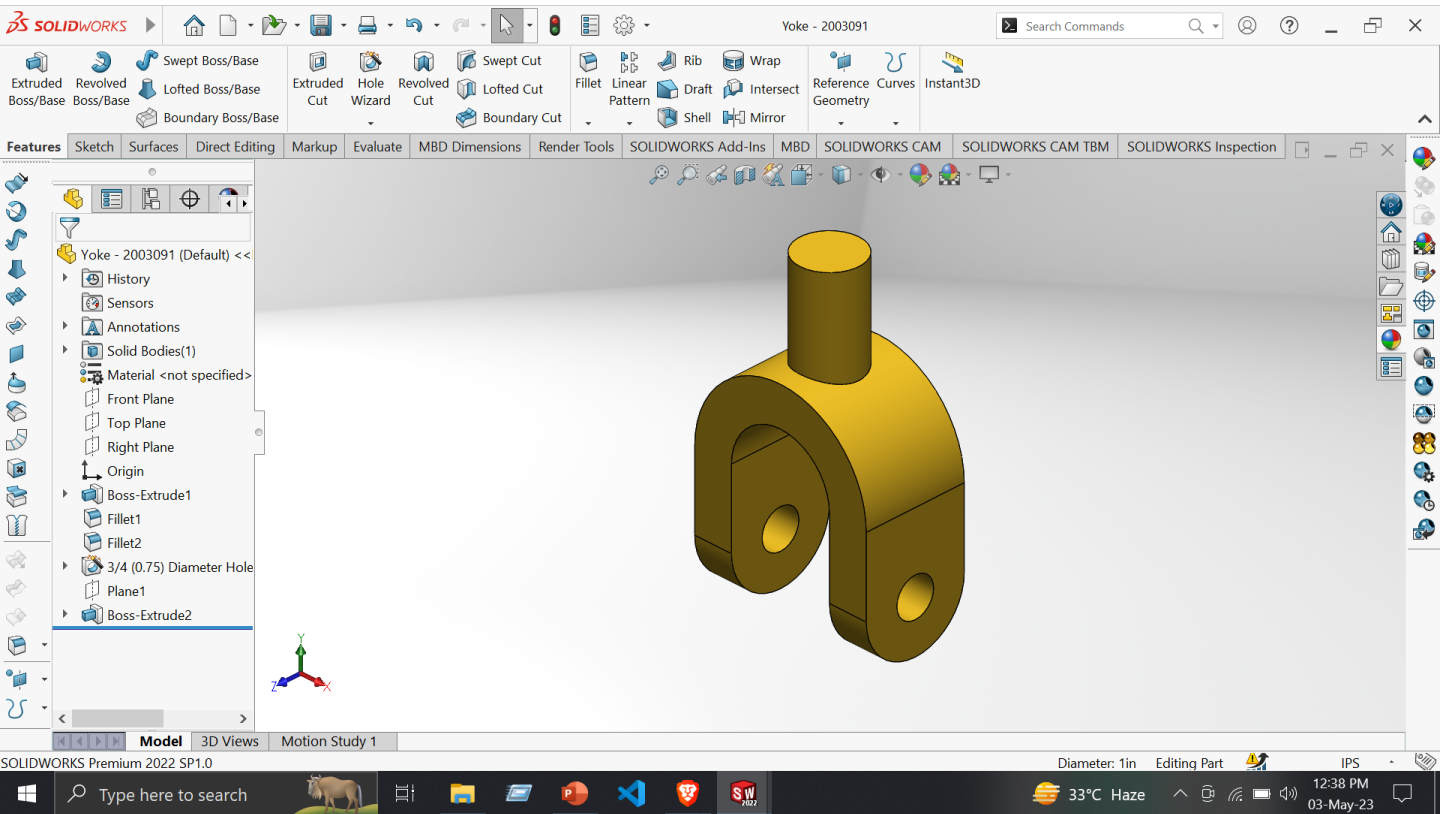 SOLIDWORKS
Yoke - 2003091
Search Commands
Extruded Boss/Base
Revolved Boss/Base
Swept Boss/Base
Lofted Boss/Base
Boundary Boss/Base
Extruded Cut
Hole Wizard
Revolved Cut
Swept Cut
Lofted Cut
Boundary Cut
Fillet
Linear Pattern
Rib
Draft
Shell
Wrap
Intersect
Mirror
Reference Geometry
Curves
Instant3D
Features
Sketch
Surfaces
Direct Editing
Markup
Evaluate
MBD Dimensions
Render Tools
SOLIDWORKS Add-Ins
MBD
SOLIDWORKS CAM
SOLIDWORKS CAM TBM
SOLIDWORKS Inspection
Yoke - 2003091 (Default) <<
History
Sensors
Annotations
Solid Bodies(1)
Material <not specified>
Front Plane
Top Plane
Right Plane
Origin
Boss-Extrude1
Fillet1
Fillet2
3/4 (0.75) Diameter Hole
Plane1
Boss-Extrude2
Y
Z
X
Model
3D Views
Motion Study 1
SOLIDWORKS Premium 2022 SP1.0
Diameter: 1in
Editing Part
IPS
Type here to search
SW
2022
33°C Haze
12:38 PM
03-May-23